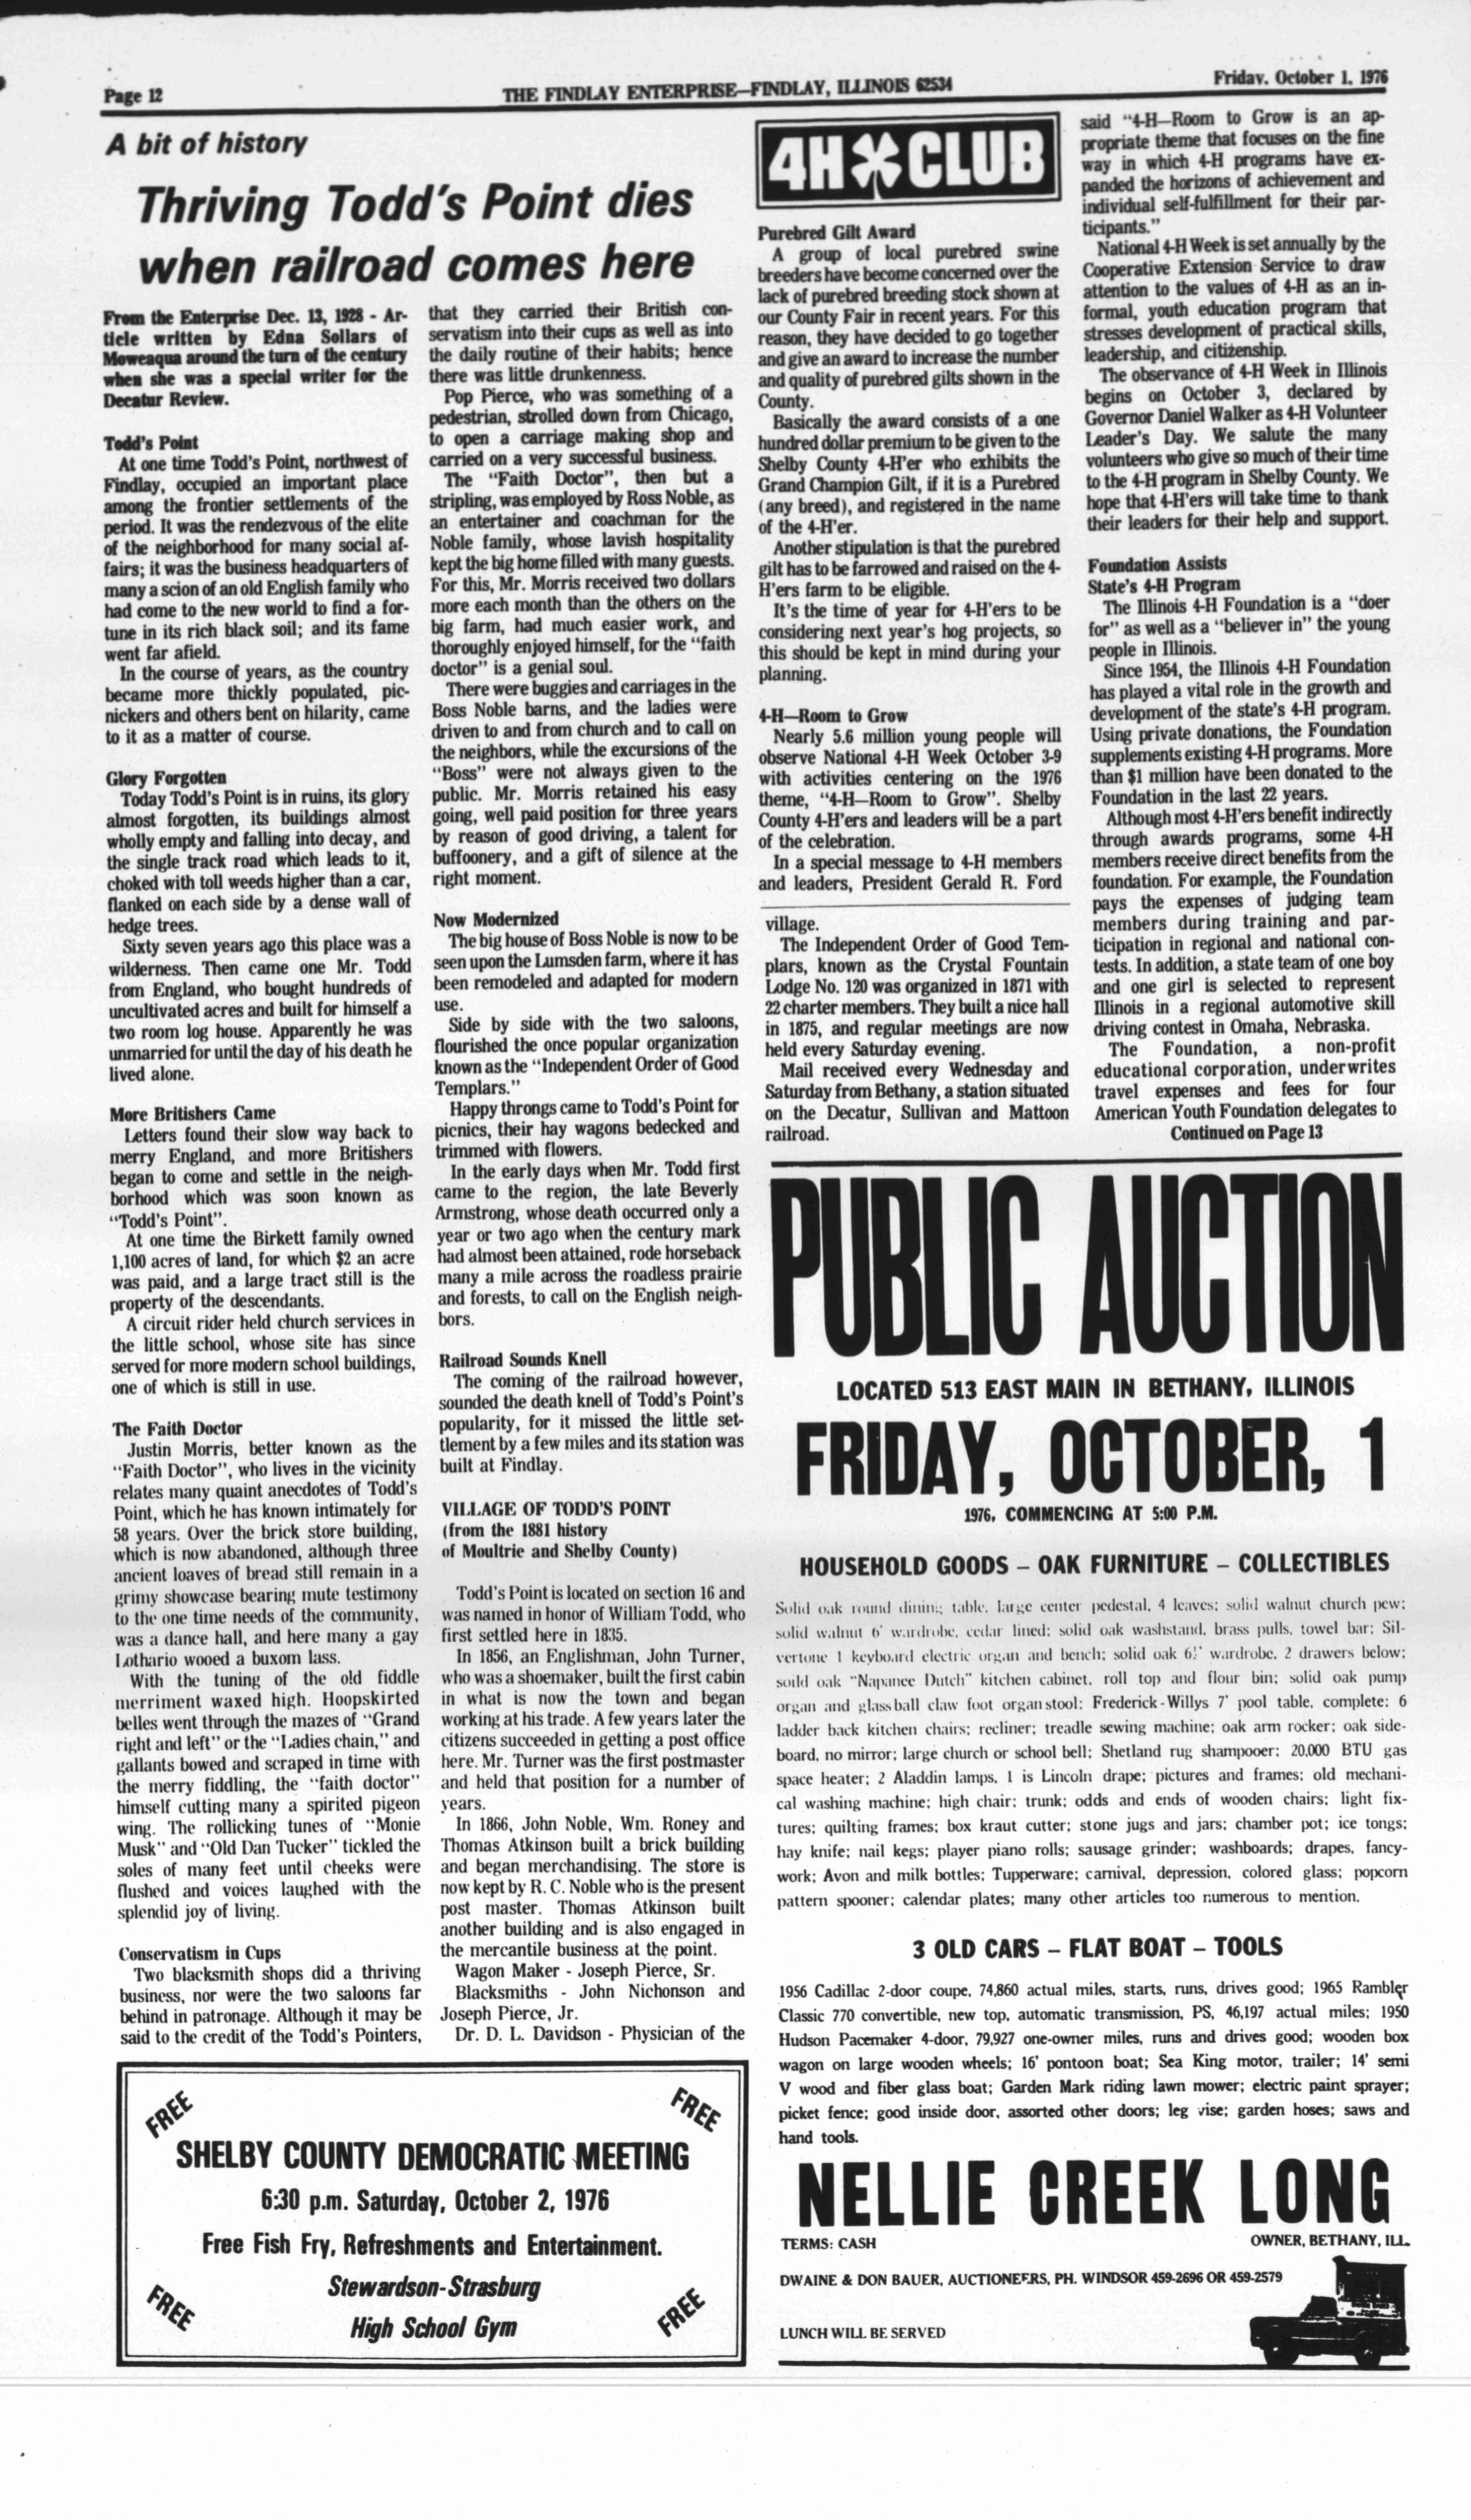 Page 12
THE FINDLAY ENTERPRISE—FINDLAY, ILLINOIS 62534
Friday, October 1, 1976
A bit of history
Thriving Todd's Point dies
when railroad comes here
From the Enterprise Dec. 13, 1928 - Ar-
ticle written by Edna Sollars of
Moweaqua around the turn of the century
when she was a special writer for the
Decatur Review.
Todd's Point
At one time Todd's Point, northwest of
Findlay, occupied an important place
among the frontier settlements of the
period. It was the rendezvous of the elite
of the neighborhood for many social af-
fairs; it was the business headquarters of
many a scion of an old English family who
had come to the new world to find a for-
tune in its rich black soil; and its fame
went far afield.
In the course of years, as the country
became more thickly populated, pic-
nickers and others bent on hilarity, came
to it as a matter of course.
Glory Forgotten
Today Todd's Point is in ruins, its glory
almost forgotten, its buildings almost
wholly empty and falling into decay, and
the single track road which leads to it,
choked with toll weeds higher than a car,
flanked on each side by a dense wall of
hedge trees.
Sixty seven years ago this place was a
wilderness. Then came one Mr. Todd
from England, who bought hundreds of
uncultivated acres and built for himself a
two room log house. Apparently he was
unmarried for until the day of his death he
lived alone.
More Britishers Came
Letters found their slow way back to
merry England, and more Britishers
began to come and settle in the neigh-
borhood which was soon known as
"Todd's Point".
At one time the Birkett family owned
1,100 acres of land, for which $2 an acre
was paid, and a large tract still is the
property of the descendants.
A circuit rider held church services in
the little school, whose site has since
served for more modern school buildings,
one of which is still in use.
The Faith Doctor
Justin Morris, better known as the
"Faith Doctor", who lives in the vicinity
relates many quaint anecdotes of Todd's
Point, which he has known intimately for
58 years. Over the brick store building,
which is now abandoned, although three
ancient loaves of bread still remain in a
grimy showcase bearing mute testimony
to the one time needs of the community,
was a dance hall, and here many a gay
Lothario wooed a buxom lass.
With the tuning of the old fiddle
merriment waxed high. Hoopskirted
belles went through the mazes of "Grand
right and left" or the "Ladies chain," and
gallants bowed and scraped in time with
the merry fiddling, the "faith doctor"
himself cutting many a spirited pigeon
wing. The rollicking tunes of "Monie
Musk" and "Old Dan Tucker" tickled the
soles of many feet until cheeks were
flushed and voices laughed with the
splendid joy of living.
Conservatism in Cups
Two blacksmith shops did a thriving
business, nor were the two saloons far
behind in patronage. Although it may be
said to the credit of the Todd's Pointers,
that they carried their British con-
servatism into their cups as well as into
the daily routine of their habits; hence
there was little drunkenness.
Pop Pierce, who was something of a
pedestrian, strolled down from Chicago,
to open a carriage making shop and
carried on a very successful business.
The "Faith Doctor", then but a
stripling, was employed by Ross Noble, as
an entertainer and coachman for the
Noble family, whose lavish hospitality
kept the big home filled with many guests.
For this, Mr. Morris received two dollars
more each month than the others on the
big farm, had much easier work, and
thoroughly enjoyed himself, for the "faith
doctor" is a genial soul.
There were buggies and carriages in the
Boss Noble barns, and the ladies were
driven to and from church and to call on
the neighbors, while the excursions of the
"Boss" were not always given to the
public. Mr. Morris retained his easy
going, well paid position for three years
by reason of good driving, a talent for
buffoonery, and a gift of silence at the
right moment.
Now Modernized
The big house of Boss Noble is now to be
seen upon the Lumsden farm, where it has
been remodeled and adapted for modern
use.
Side by side with the two saloons,
flourished the once popular organization
known as the "Independent Order of Good
Templars."
Happy throngs came to Todd's Point for
picnics, their hay wagons bedecked and
trimmed with flowers.
In the early days when Mr. Todd first
came to the region, the late Beverly
Armstrong, whose death occurred only a
year or two ago when the century mark
had almost been attained, rode horseback
many a mile across the roadless prairie
and forests, to call on the English neigh-
bors.
Railroad Sounds Knell
The coming of the railroad however,
sounded the death knell of Todd's Point's
popularity, for it missed the little set-
tlement by a few miles and its station was
built at Findlay.
VILLAGE OF TODD'S POINT
(from the 1881 history
of Moultrie and Shelby County)
Todd's Point is located on section 16 and
was named in honor of William Todd, who
first settled here in 1835.
In 1856, an Englishman, John Turner,
who was a shoemaker, built the first cabin
in what is now the town and began
working at his trade. A few years later the
citizens succeeded in getting a post office
here. Mr. Turner was the first postmaster
and held that position for a number of
years.
In 1866, John Noble, Wm. Roney and
Thomas Atkinson built a brick building
and began merchandising. The store is
now kept by R. C. Noble who is the present
post master. Thomas Atkinson built
another building and is also engaged in
the mercantile business at the point.
Wagon Maker - Joseph Pierce, Sr.
Blacksmiths - John Nichonson and
Joseph Pierce, Jr.
Dr. D. L. Davidson - Physician of the
village.
The Independent Order of Good Tem-
plars, known as the Crystal Fountain
Lodge No. 120 was organized in 1871 with
22 charter members. They built a nice hall
in 1875, and regular meetings are now
held every Saturday evening.
Mail received every Wednesday and
Saturday from Bethany, a station situated
on the Decatur, Sullivan and Mattoon
railroad.
4H CLUB
Purebred Gilt Award
A group of local purebred swine
breeders have become concerned over the
lack of purebred breeding stock shown at
our County Fair in recent years. For this
reason, they have decided to go together
and give an award to increase the number
and quality of purebred gilts shown in the
County.
Basically the award consists of a one
hundred dollar premium to be given to the
Shelby County 4-H'er who exhibits the
Grand Champion Gilt, if it is a Purebred
(any breed), and registered in the name
of the 4-H'er.
Another stipulation is that the purebred
gilt has to be farrowed and raised on the 4-
H'ers farm to be eligible.
It's the time of year for 4-H'ers to be
considering next year's hog projects, so
this should be kept in mind during your
planning.
4-H—Room to Grow
Nearly 5.6 million young people will
observe National 4-H Week October 3-9
with activities centering on the 1976
theme, "4-H—Room to Grow". Shelby
County 4-H'ers and leaders will be a part
of the celebration.
In a special message to 4-H members
and leaders, President Gerald R. Ford
said "4-H—Room to Grow is an ap-
propriate theme that focuses on the fine
way in which 4-H programs have ex-
panded the horizons of achievement and
individual self-fulfillment for their par-
ticipants."
National 4-H Week is set annually by the
Cooperative Extension Service to draw
attention to the values of 4-H as an in-
formal, youth education program that
stresses development of practical skills,
leadership, and citizenship.
The observance of 4-H Week in Illinois
begins on October 3, declared by
Governor Daniel Walker as 4-H Volunteer
Leader's Day. We salute the many
volunteers who give so much of their time
to the 4-H program in Shelby County. We
hope that 4-H'ers will take time to thank
their leaders for their help and support.
Foundation Assists
State's 4-H Program
The Illinois 4-H Foundation is a "doer
for" as well as a "believer in" the young
people in Illinois.
Since 1954, the Illinois 4-H Foundation
has played a vital role in the growth and
development of the state's 4-H program.
Using private donations, the Foundation
supplements existing 4-H programs. More
than $1 million have been donated to the
Foundation in the last 22 years.
Although most 4-H'ers benefit indirectly
through awards programs, some 4-H
members receive direct benefits from the
foundation. For example, the Foundation
pays the expenses of judging team
members during training and par-
ticipation in regional and national con-
tests. In addition, a state team of one boy
and one girl is selected to represent
Illinois in a regional automotive skill
driving contest in Omaha, Nebraska.
The Foundation, a non-profit
educational corporation, underwrites
travel expenses and fees for four
American Youth Foundation delegates to
Continued on Page 13
PUBLIC AUCTION
LOCATED 513 EAST MAIN IN BETHANY, ILLINOIS
FRIDAY, OCTOBER, 1
1976, COMMENCING AT 5:00 P.M.
HOUSEHOLD GOODS – OAK FURNITURE – COLLECTIBLES
Solid oak round dining table, large center pedestal, 4 leaves; solid walnut church pew;
solid walnut 6' wardrobe, cedar lined; solid oak washstand, brass pulls, towel bar; Sil-
vertone 1 keyboard electric organ and bench; solid oak wardrobe, 2 drawers below;
soild oak "Napanee Dutch" kitchen cabinet, roll top and flour bin; solid oak pump
organ and glass ball claw foot organ stool; Frederick-Willys 7' pool table, complete; 6
ladder back kitchen chairs; recliner; treadle sewing machine; oak arm rocker; oak side-
board, no mirror; large church or school bell; Shetland rug shampooer; 20,000 BTU gas
space heater; 2 Aladdin lamps, 1 is Lincoln drape; pictures and frames; old mechani-
cal washing machine; high chair; trunk; odds and ends of wooden chairs; light fix-
tures; quilting frames; box kraut cutter; stone jugs and jars; chamber pot; ice tongs;
hay knife; nail kegs; player piano rolls; sausage grinder; washboards; drapes, fancy-
work; Avon and milk bottles; Tupperware; carnival, depression, colored glass; popcorn
pattern spooner; calendar plates; many other articles too numerous to mention.
3 OLD CARS – FLAT BOAT – TOOLS
1956 Cadillac 2-door coupe, 74,860 actual miles, starts, runs, drives good; 1965 Rambler
Classic 770 convertible, new top, automatic transmission, PS, 46,197 actual miles; 1950
Hudson Pacemaker 4-door, 79,927 one-owner miles, runs and drives good; wooden box
wagon on large wooden wheels; 16' pontoon boat; Sea King motor, trailer; 14' semi
V wood and fiber glass boat; Garden Mark riding lawn mower; electric paint sprayer;
picket fence; good inside door, assorted other doors; leg vise; garden hoses; saws and
hand tools.
NELLIE CREEK LONG
TERMS: CASH
OWNER, BETHANY, ILL.
DWAINE & DON BAUER, AUCTIONEERS, PH. WINDSOR 459-2696 OR 459-2579
LUNCH WILL BE SERVED
FREE
FREE
SHELBY COUNTY DEMOCRATIC MEETING
6:30 p.m. Saturday, October 2, 1976
Free Fish Fry, Refreshments and Entertainment.
Stewardson-Strasburg
High School Gym
FREE
FREE